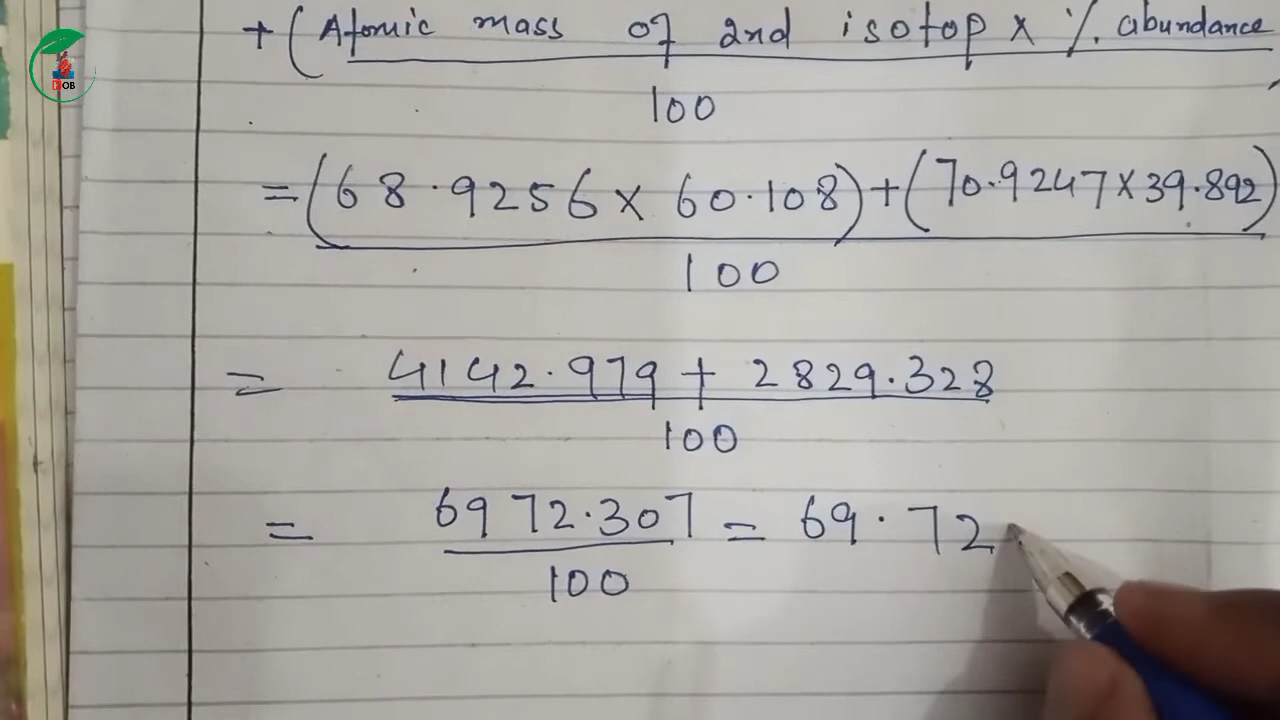 + (Atomic mass of 2nd isotop x % abundance
100
= (68.9256 x 60.108) + (70.9247 x 39.892)
100
= 4142.979 + 2829.328
100
= 6972.307 = 69.72
100
OB